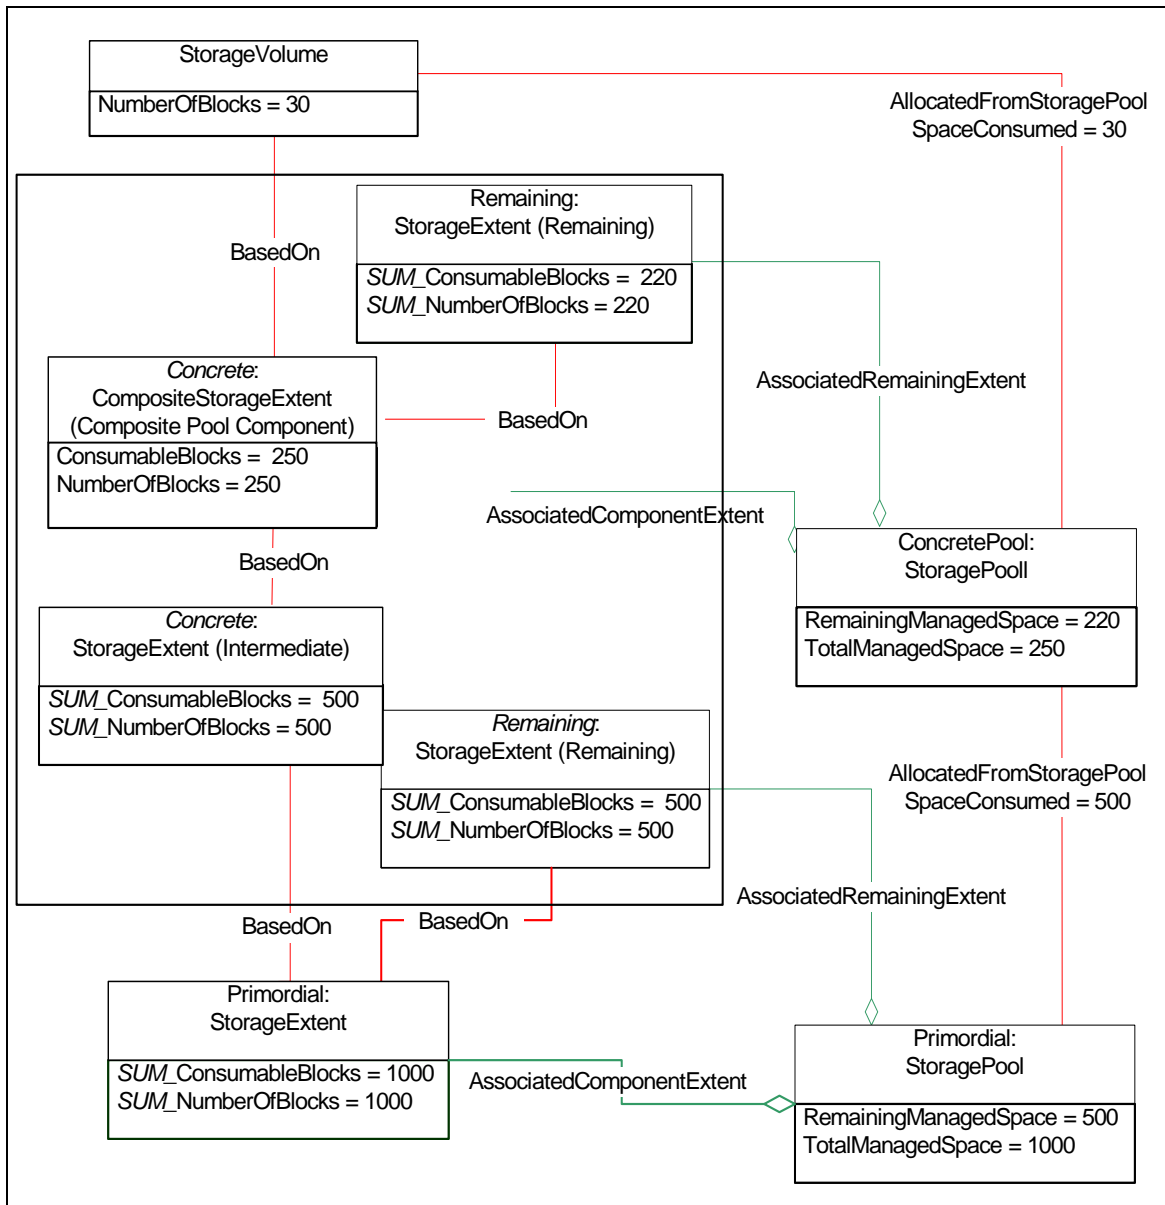 StorageVolume
NumberOfBlocks = 30
AllocatedFromStoragePool
SpaceConsumed = 30
Remaining:
StorageExtent (Remaining)
SUM_ConsumableBlocks =  220
SUM_NumberOfBlocks = 220
BasedOn
Concrete:
CompositeStorageExtent
(Composite Pool Component)
ConsumableBlocks =  250
NumberOfBlocks = 250
AssociatedRemainingExtent
BasedOn
AssociatedComponentExtent
ConcretePool:
StoragePooll
RemainingManagedSpace = 220
TotalManagedSpace = 250
BasedOn
Concrete:
StorageExtent (Intermediate)
SUM_ConsumableBlocks =  500
SUM_NumberOfBlocks = 500
Remaining:
StorageExtent (Remaining)
SUM_ConsumableBlocks =  500
SUM_NumberOfBlocks = 500
AllocatedFromStoragePool
SpaceConsumed = 500
AssociatedRemainingExtent
BasedOn
BasedOn
Primordial:
StorageExtent
SUM_ConsumableBlocks = 1000
SUM_NumberOfBlocks = 1000
AssociatedComponentExtent
Primordial:
StoragePool
RemainingManagedSpace = 500
TotalManagedSpace = 1000